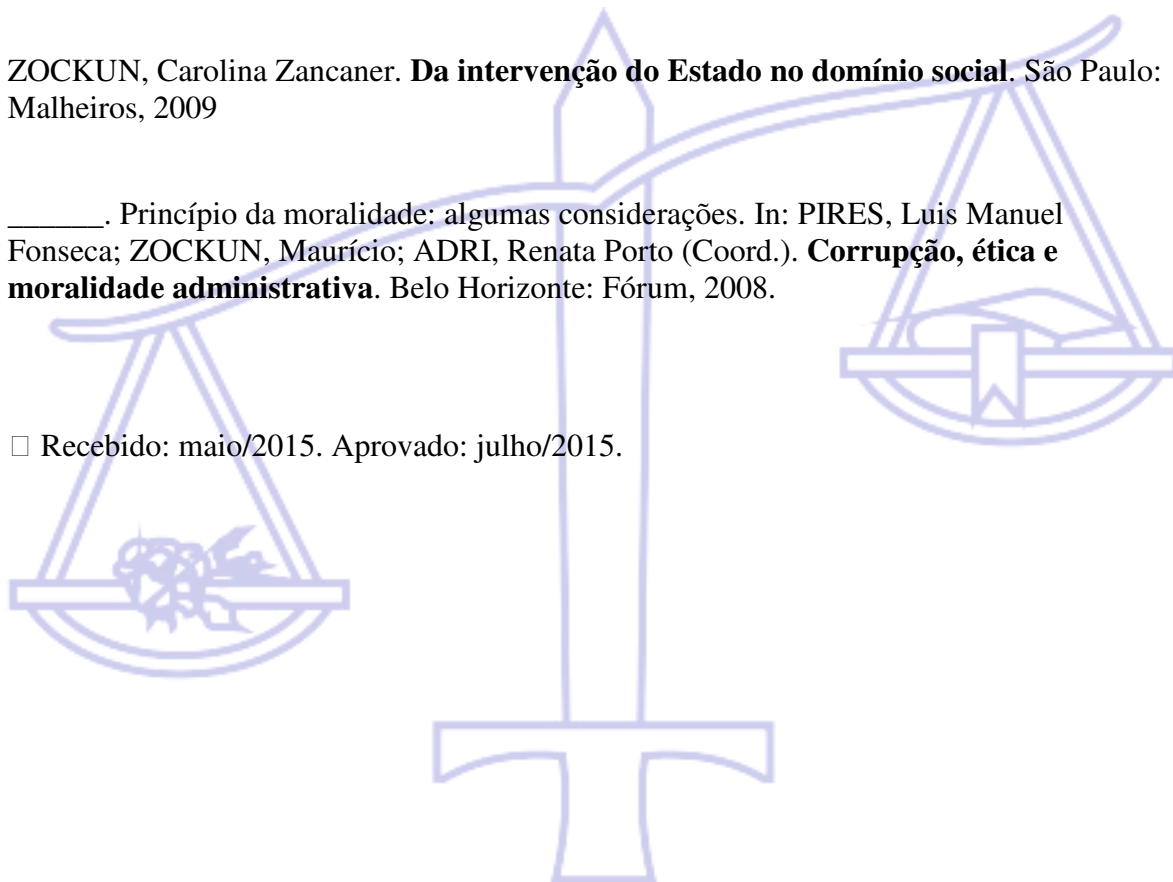 ZOCKUN, Carolina Zancaner. Da intervenção do Estado no domínio social. São Paulo:
Malheiros, 2009
______. Princípio da moralidade: algumas considerações. In: PIRES, Luis Manuel
Fonseca; ZOCKUN, Maurício; ADRI, Renata Porto (Coord.). Corrupção, ética e
moralidade administrativa. Belo Horizonte: Fórum, 2008.
□ Recebido: maio/2015. Aprovado: julho/2015.